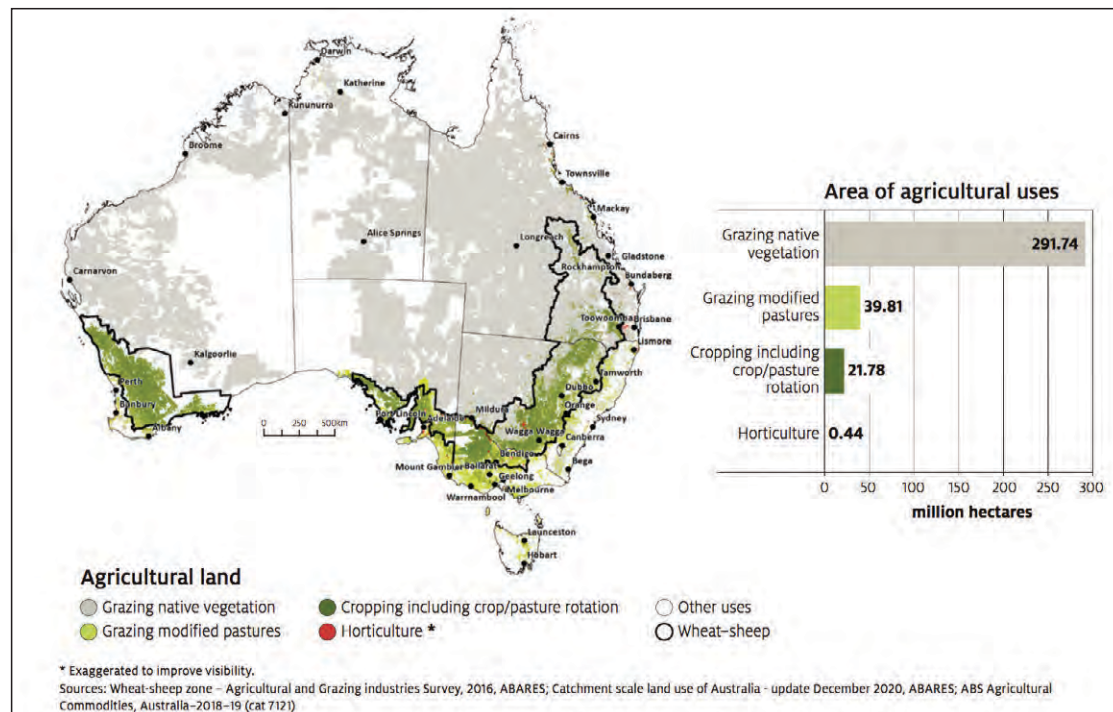 Darwin
Katherine
Kununurra
Broome
Cairns
Townsville
Mackay
Alice Springs
Longreach
Gladstone
Rockhampton
Bundaberg
Carnarvon
Toowoomba
Brisbane
Lismore
Kalgoorlie
Tamworth
Perth
Dubbo
Bunbury
Port Lincoln
Adelaide
Mildura
Orange
Sydney
Albany
0 250 500km
Wagga Wagga
Canberra
Bendigo
Mount Gambier
Ballarat
Bega
Geelong
Melbourne
Warrnambool
Launceston
Hobart
Area of agricultural uses
Grazing native
vegetation
291.74
Grazing modified
pastures
39.81
Cropping including
crop/pasture
rotation
21.78
Horticulture
0.44
0 50 100 150 200 250 300
million hectares
Agricultural land
Grazing native vegetation
Cropping including crop/pasture rotation
Other uses
Grazing modified pastures
Horticulture *
Wheat–sheep
* Exaggerated to improve visibility.
Sources: Wheat-sheep zone – Agricultural and Grazing industries Survey, 2016, ABARES; Catchment scale land use of Australia - update December 2020, ABARES; ABS Agricultural
Commodities, Australia–2018–19 (cat 7121)